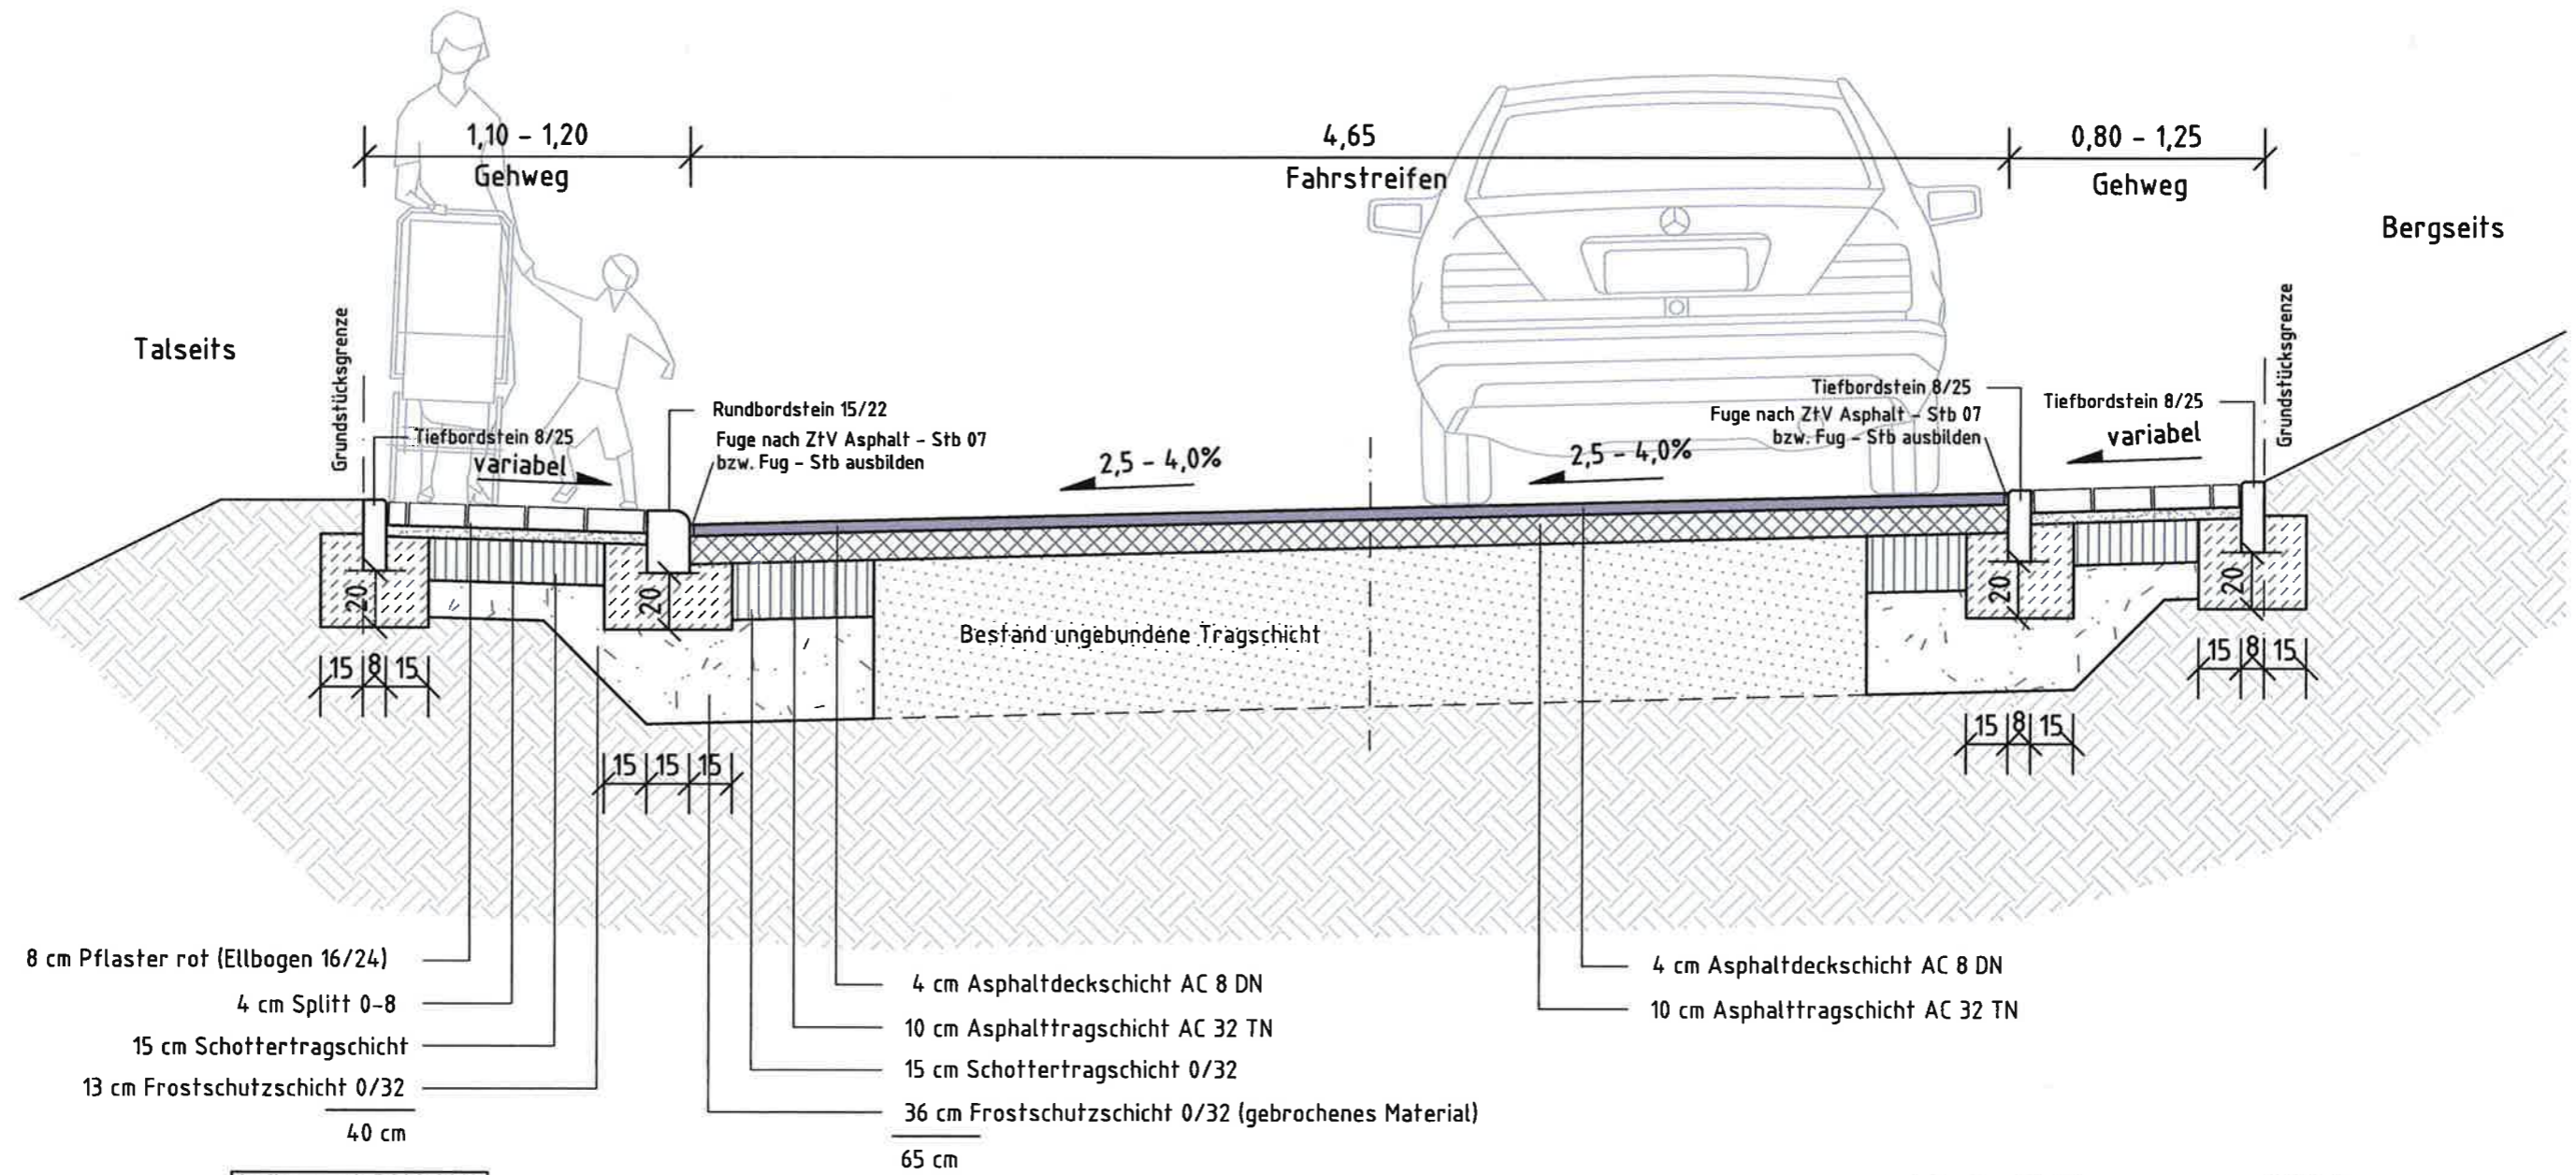 1,10 - 1,20
Gehweg
4,65
Fahrstreifen
0,80 - 1,25
Gehweg
Bergseits
Talseits
Grundstücksgrenze
Tiefbordstein 8/25
variabel
Rundbordstein 15/22
Fuge nach ZtV Asphalt - Stb 07
bzw. Fug - Stb ausbilden
2,5 - 4,0%
2,5 - 4,0%
Tiefbordstein 8/25
Fuge nach ZtV Asphalt - Stb 07
bzw. Fug - Stb ausbilden
Tiefbordstein 8/25
variabel
Grundstücksgrenze
20
20
20
20
Bestand ungebundene Tragschicht
15 8 15
15 15 15
15 8 15
15 8 15
8 cm Pflaster rot (Ellbogen 16/24)
4 cm Splitt 0-8
15 cm Schottertragschicht
13 cm Frostschutzschicht 0/32
40 cm
4 cm Asphaltdeckschicht AC 8 DN
10 cm Asphalttragschicht AC 32 TN
15 cm Schottertragschicht 0/32
36 cm Frostschutzschicht 0/32 (gebrochenes Material)
65 cm
4 cm Asphaltdeckschicht AC 8 DN
10 cm Asphalttragschicht AC 32 TN